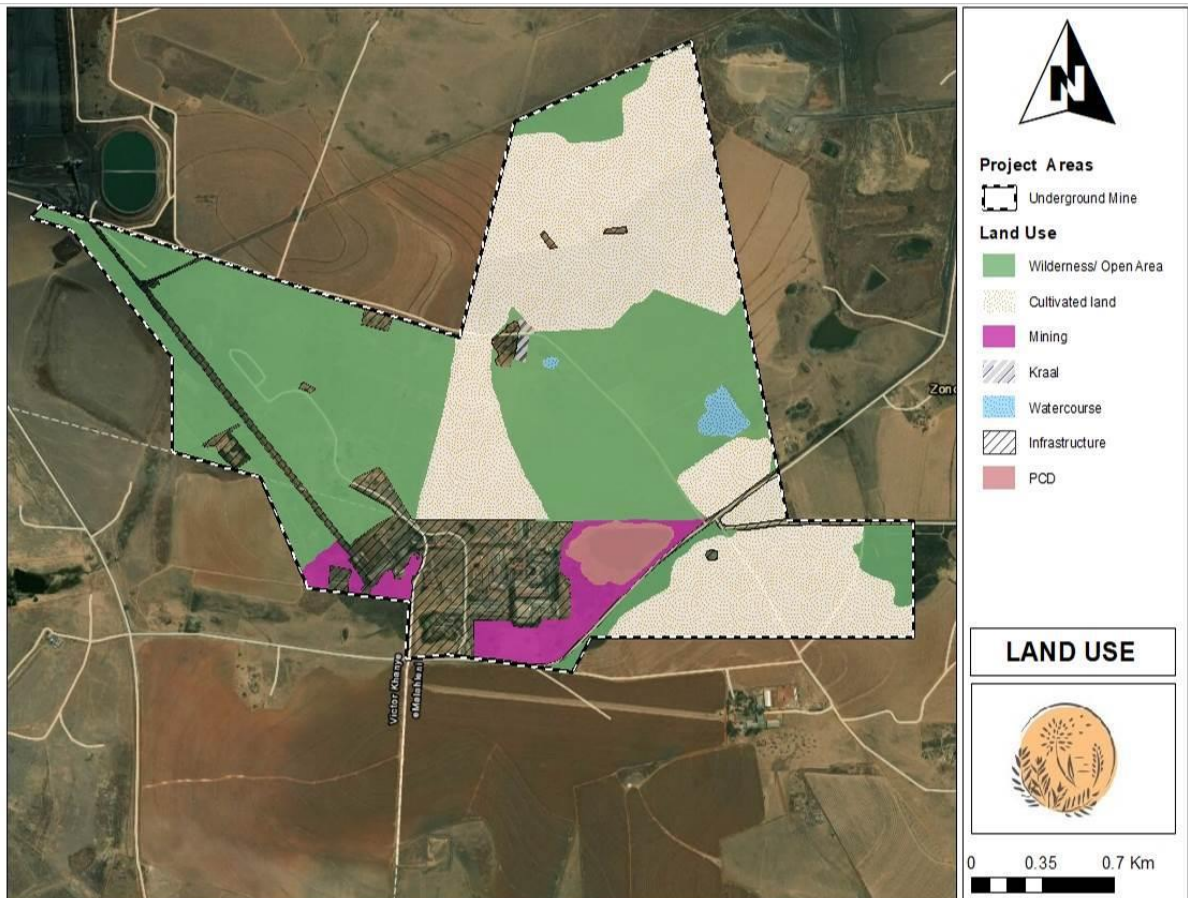 N
Project Areas
Underground Mine
Land Use
Wilderness/ Open Area
Cultivated land
Mining
Kraal
Watercourse
Infrastructure
PCD
LAND USE
0 0.35 0.7 Km
Victor Khanye
eMalahleni